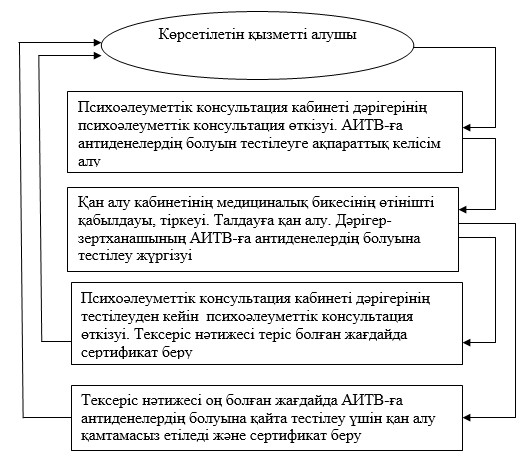 Көрсетілетін қызметті алушы
Психоәлеуметтік консультация кабинеті дәрігерінің
психоәлеуметтік консультация өткізуі. АИТВ-ға
антиденелердің болуын тестілеуге ақпараттық келісім
алу
Қан алу кабинетінің медициналық бикесінің өтінішті
қабылдауы, тіркеуі. Талдауға қан алу. Дәрігер-
зертханашының АИТВ-ға антиденелердің болуына
тестілеу жүргізуі
Психоәлеуметтік консультация кабинеті дәрігерінің
тестілеуден кейін психоәлеуметтік консультация
өткізуі. Тексеріс нәтижесі теріс болған жағдайда
сертификат беру
Тексеріс нәтижесі оң болған жағдайда АИТВ-ға
антиденелердің болуына қайта тестілеу үшін қан алу
қамтамасыз етіледі және сертификат беру